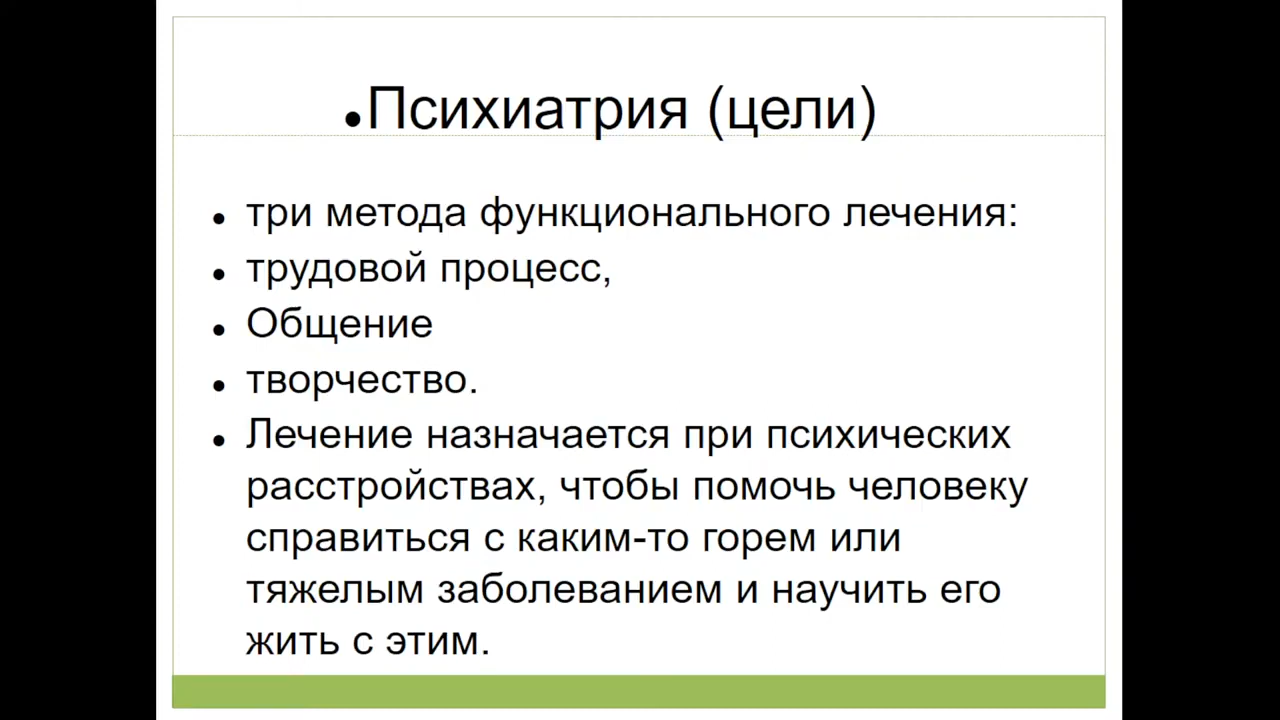 •Психиатрия (цели)
• три метода функционального лечения:
• трудовой процесс,
• Общение
• творчество.
• Лечение назначается при психических
расстройствах, чтобы помочь человеку
справиться с каким-то горем или
тяжелым заболеванием и научить его
жить с этим.